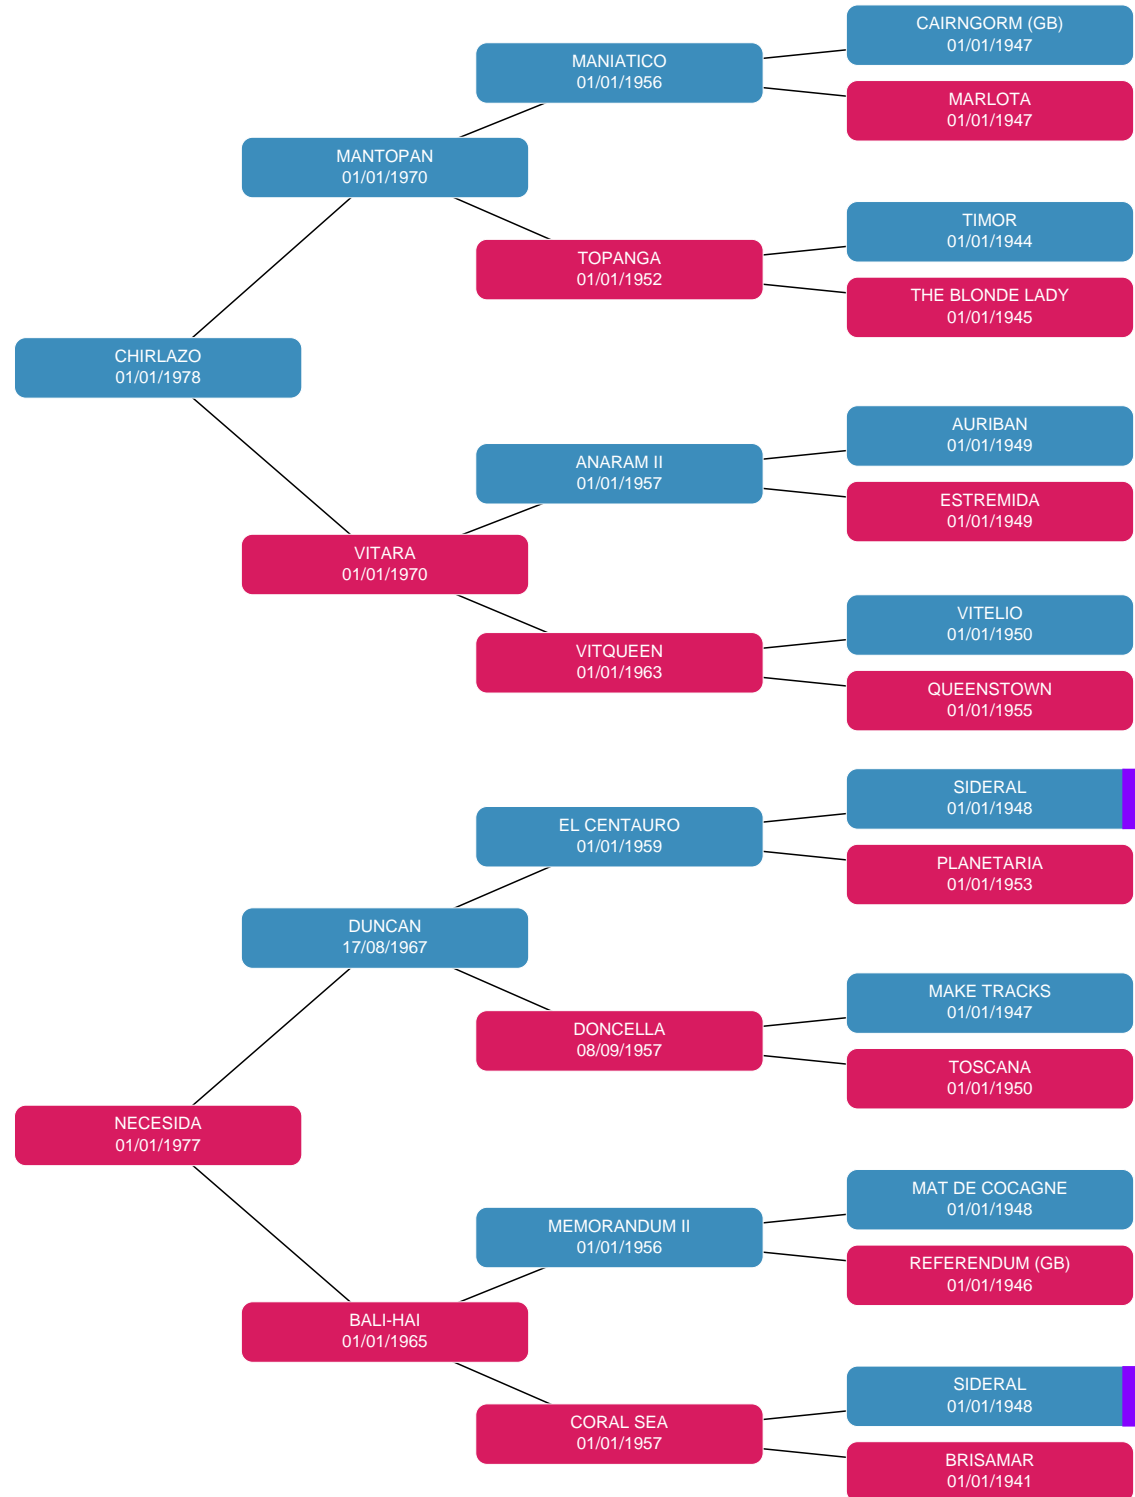 CAIRNGORM (GB)
01/01/1947
MANIATICO
01/01/1956
MARLOTA
01/01/1947
MANTOPAN
01/01/1970
TIMOR
01/01/1944
TOPANGA
01/01/1952
THE BLONDE LADY
01/01/1945
CHIRLAZO
01/01/1978
AURIBAN
01/01/1949
ANARAM II
01/01/1957
ESTREMIDA
01/01/1949
VITARA
01/01/1970
VITELIO
01/01/1950
VITQUEEN
01/01/1963
QUEENSTOWN
01/01/1955
SIDERAL
01/01/1948
EL CENTAURO
01/01/1959
PLANETARIA
01/01/1953
DUNCAN
17/08/1967
MAKE TRACKS
01/01/1947
DONCELLA
08/09/1957
TOSCANA
01/01/1950
NECESIDA
01/01/1977
MAT DE COCAGNE
01/01/1948
MEMORANDUM II
01/01/1956
REFERENDUM (GB)
01/01/1946
BALI-HAI
01/01/1965
SIDERAL
01/01/1948
CORAL SEA
01/01/1957
BRISAMAR
01/01/1941